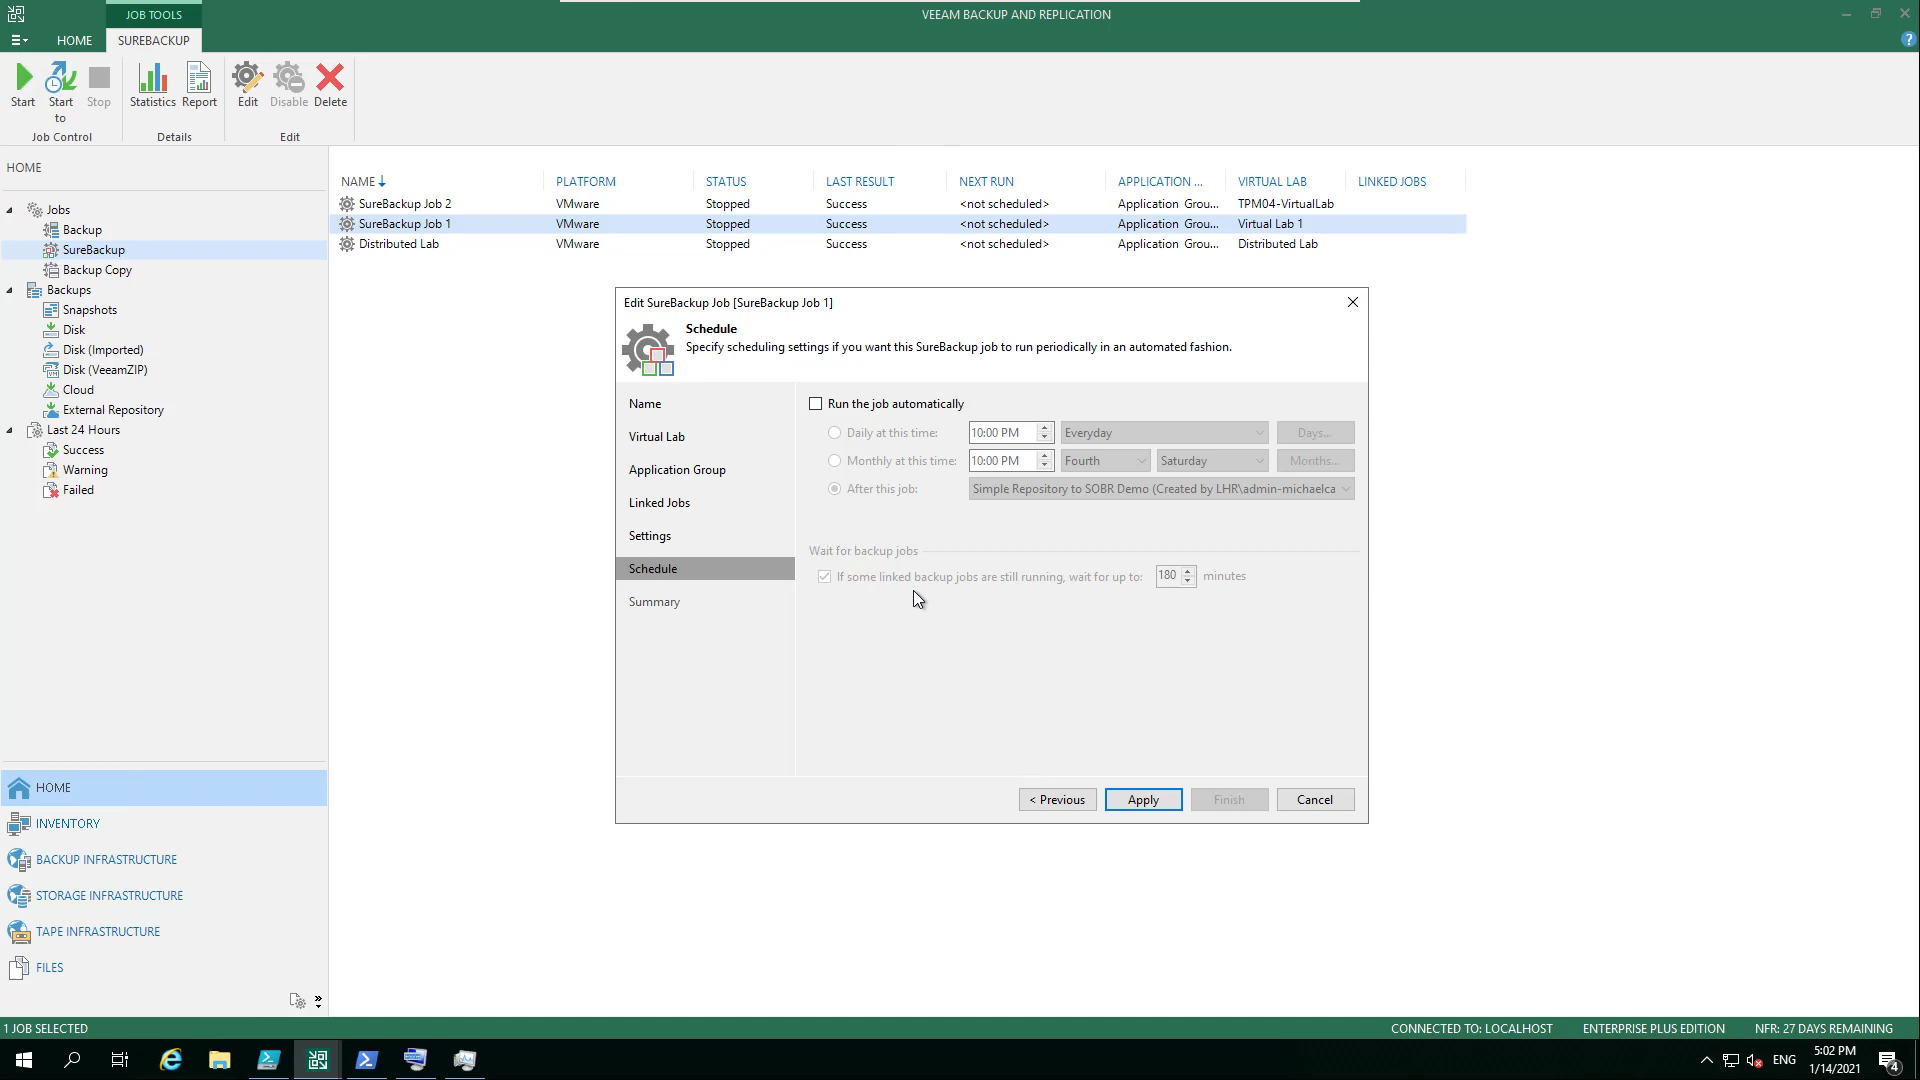 JOB TOOLS
VEEAM BACKUP AND REPLICATION
HOME
SUREBACKUP
Start
Start to
Stop
Statistics
Report
Edit
Disable
Delete
Job Control
Details
Edit
HOME
Jobs
Backup
SureBackup
Backup Copy
Backups
Snapshots
Disk
Disk (Imported)
Disk (VeeamZIP)
Cloud
External Repository
Last 24 Hours
Success
Warning
Failed
HOME
INVENTORY
BACKUP INFRASTRUCTURE
STORAGE INFRASTRUCTURE
TAPE INFRASTRUCTURE
FILES
NAME PLATFORM STATUS LAST RESULT NEXT RUN APPLICATION ... VIRTUAL LAB LINKED JOBS
SureBackup Job 2 VMware Stopped Success <not scheduled> Application Grou... TPM04-VirtualLab
SureBackup Job 1 VMware Stopped Success <not scheduled> Application Grou... Virtual Lab 1
Distributed Lab VMware Stopped Success <not scheduled> Application Grou... Distributed Lab
Edit SureBackup Job [SureBackup Job 1]
Schedule
Specify scheduling settings if you want this SureBackup job to run periodically in an automated fashion.
Name
Virtual Lab
Application Group
Linked Jobs
Settings
Schedule
Summary
Run the job automatically
Daily at this time: 10:00 PM Everyday Days...
Monthly at this time: 10:00 PM Fourth Saturday Months...
After this job: Simple Repository to SOBR Demo (Created by LHR\admin-michaelca
Wait for backup jobs
If some linked backup jobs are still running, wait for up to: 180 minutes
< Previous Apply Finish Cancel
1 JOB SELECTED
CONNECTED TO: LOCALHOST
ENTERPRISE PLUS EDITION
NFR: 27 DAYS REMAINING
ENG
5:02 PM
1/14/2021
4